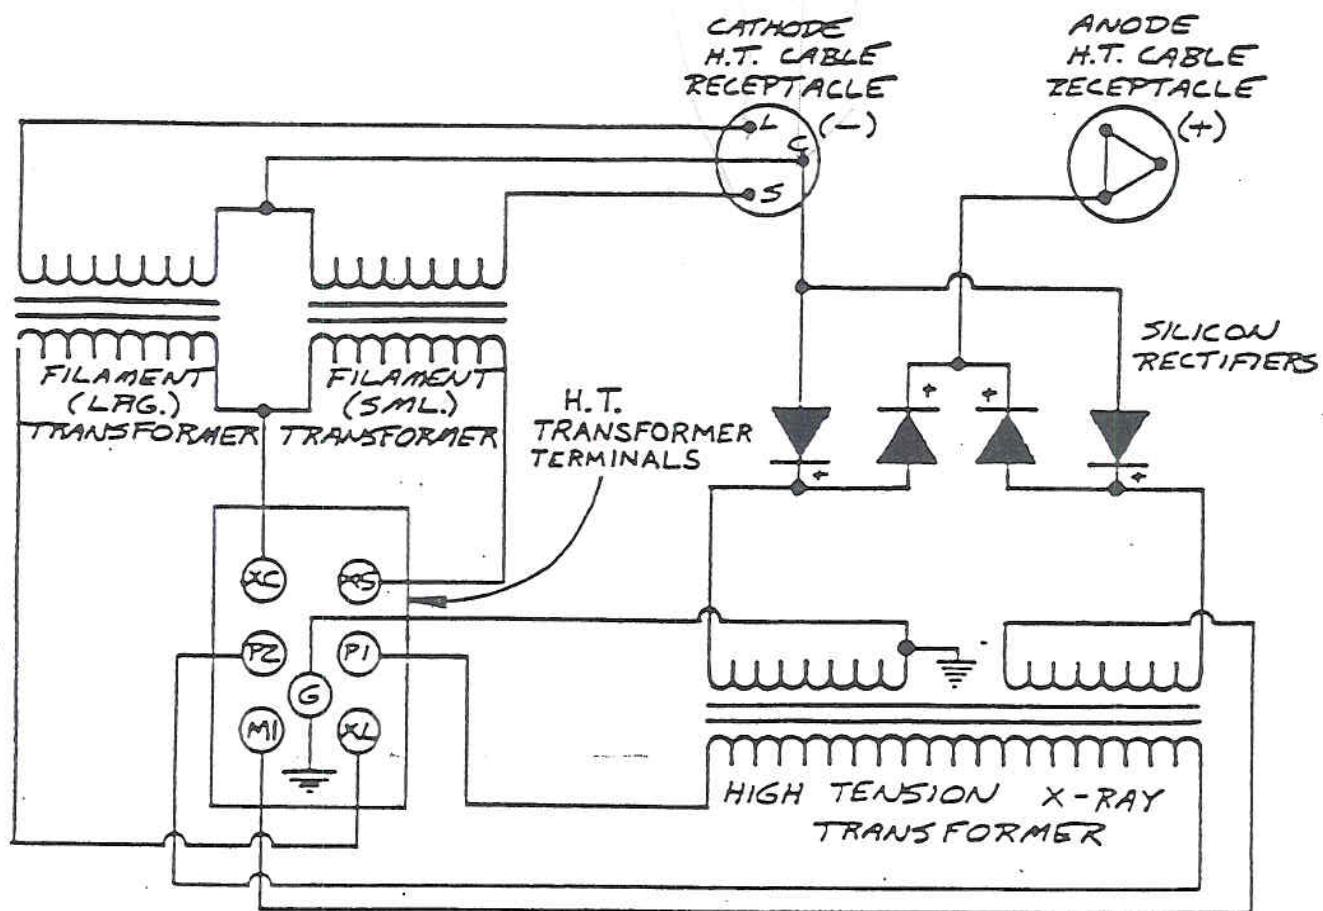 CATHODE
H.T. CABLE
RECEPTACLE
(-)
ANODE
H.T. CABLE
RECEPTACLE
(+)
L
C
S
SILICON
RECTIFIERS
FILAMENT
(LRG.)
TRANSFORMER
FILAMENT
(SML.)
TRANSFORMER
H.T.
TRANSFORMER
TERMINALS
+
+
+
+
XC
XS
P2
P1
G
M1
XL
HIGH TENSION X-RAY
TRANSFORMER